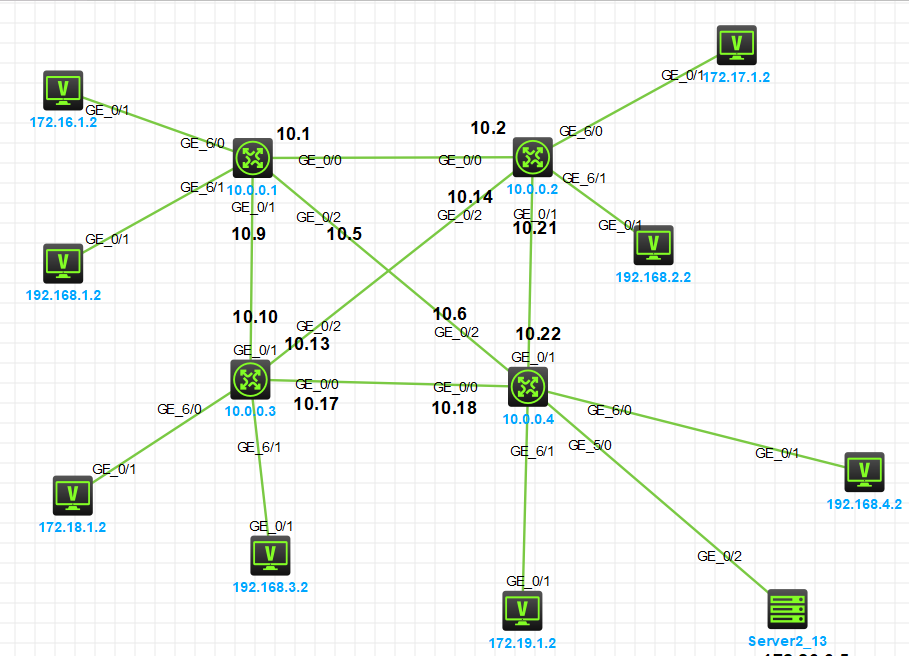 172.17.1.2
GE_0/1
GE_0/1
172.16.1.2
10.1
10.2
GE_6/0
GE_6/0
GE_0/0
GE_0/0
GE_6/1
GE_6/1
10.0.0.1
10.0.0.2
10.14
GE_0/1
GE_0/2
GE_0/2
GE_0/1
GE_0/1
10.9
10.5
10.21
GE_0/1
192.168.2.2
192.168.1.2
10.10
10.6
GE_0/2
GE_0/2
10.22
10.13
GE_0/1
GE_0/1
GE_0/0
GE_0/0
10.17
10.18
10.0.0.3
10.0.0.4
GE_6/0
GE_6/0
GE_6/1
GE_6/1
GE_5/0
GE_0/1
GE_0/1
192.168.4.2
172.18.1.2
GE_0/1
GE_0/2
192.168.3.2
GE_0/1
172.19.1.2
Server2_13